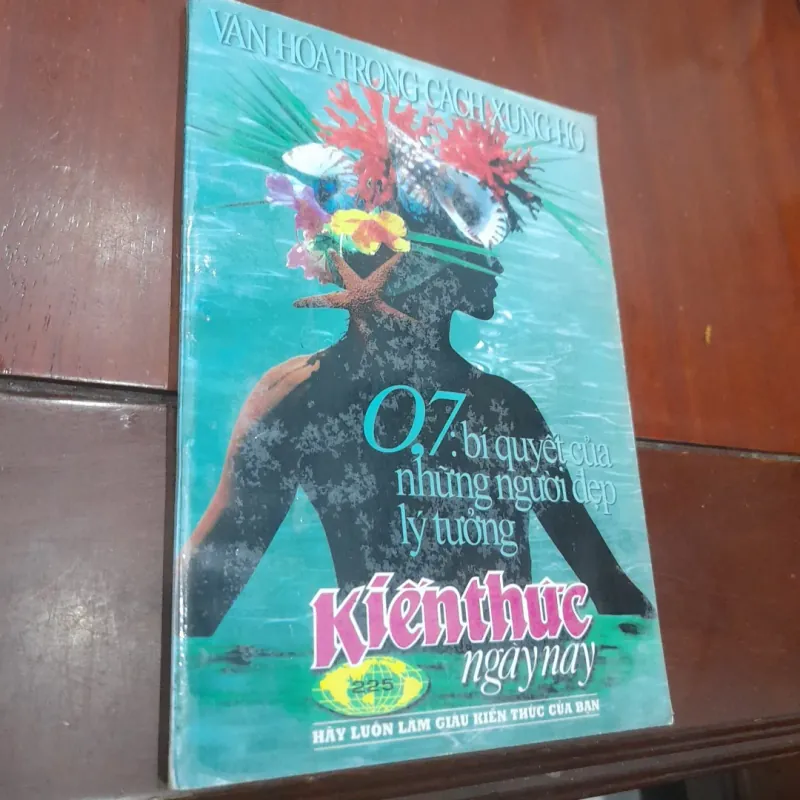 VĂN HÓA TRONG CÁCH XƯNG HÔ
0,7: bí quyết của
những người đẹp
lý tưởng
Kiến thức
ngày nay
225
HÃY LUÔN LÀM GIÀU KIẾN THỨC CỦA BẠN